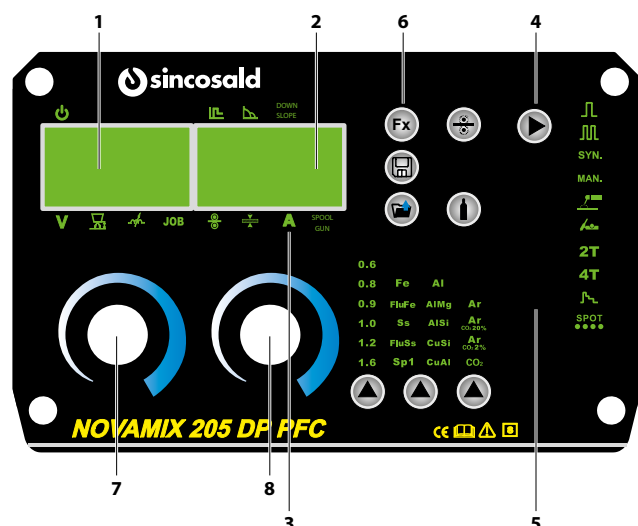 1
2
6
4
sincosald
DOWN
SLOPE
Fx
SYN.
MAN.
V
JOB
A
SPOOL
GUN
2T
4T
SPOT
0.6
0.8 Fe Al
0.9 FluFe AlMg Ar
1.0 Ss AlSi Ar CO2 20%
1.2 FluSs CuSi Ar CO2 2%
1.6 Sp1 CuAl CO2
NOVAMIX 205 DP PFC
CE
7
8
3
5